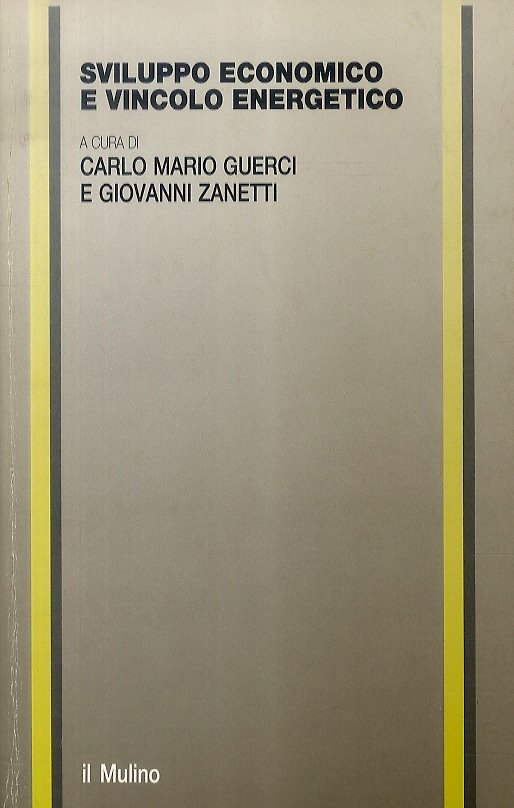 SVILUPPO ECONOMICO
E VINCOLO ENERGETICO
A CURA DI
CARLO MARIO GUERCI
E GIOVANNI ZANETTI
il Mulino